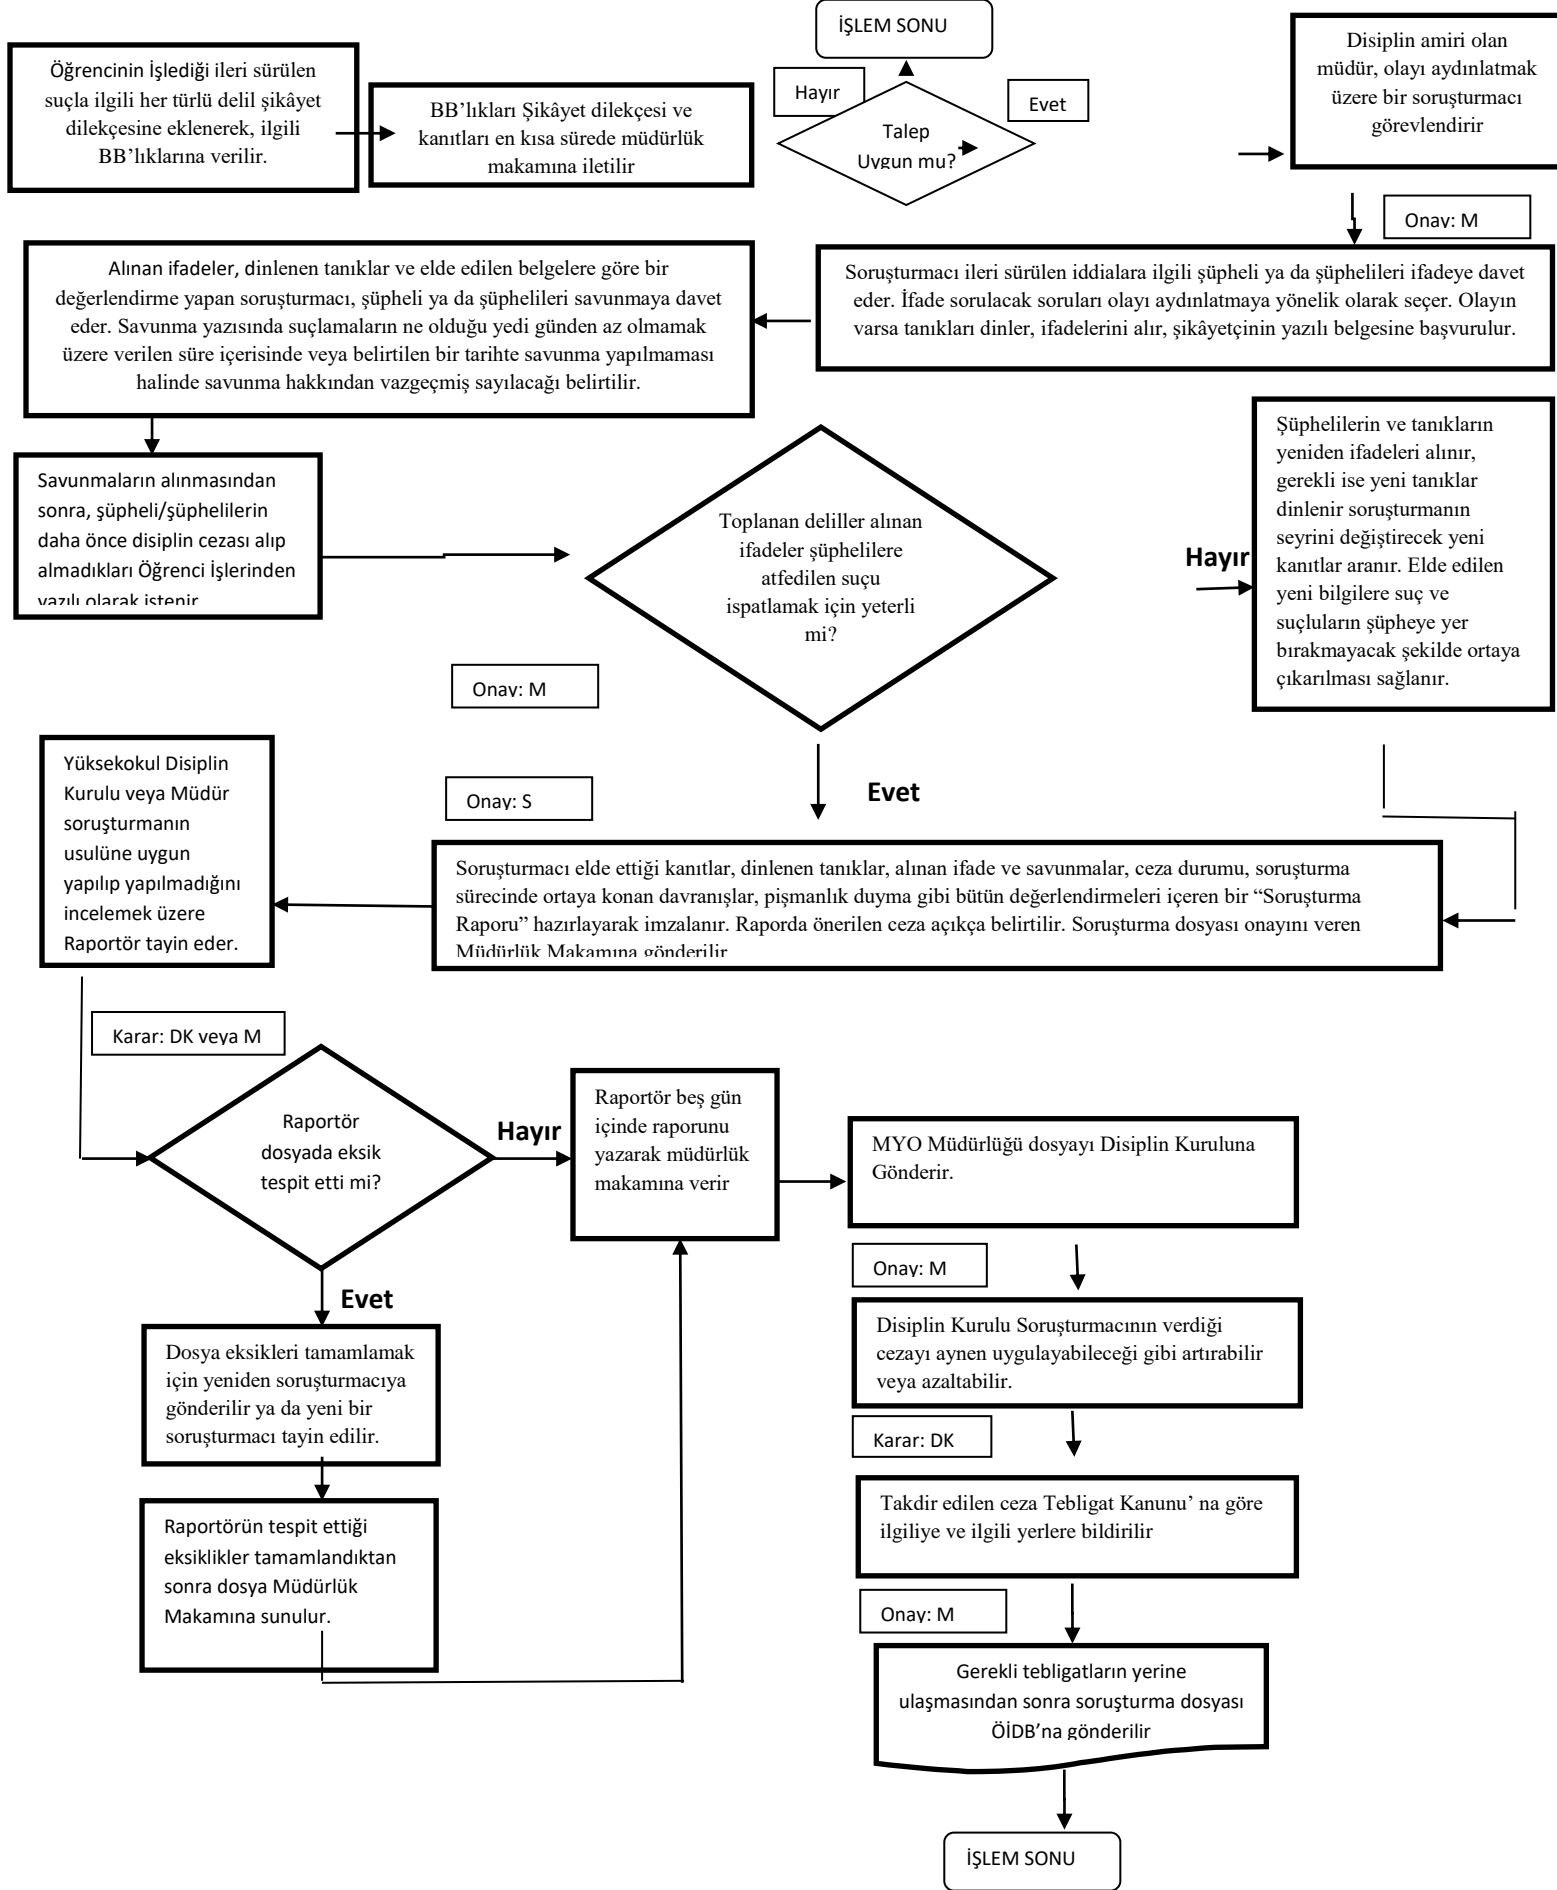 İŞLEM SONU
Öğrencinin İşlediği ileri sürülen
suçla ilgili her türlü delil şikâyet
dilekçesine eklenerek, ilgili
BB’lıklarına verilir.
BB’lıkları Şikâyet dilekçesi ve
kanıtları en kısa sürede müdürlük
makamına iletilir
Hayır
Talep
Uygun mu?
Evet
Disiplin amiri olan
müdür, olayı aydınlatmak
üzere bir soruşturmacı
görevlendirir
Onay: M
Soruşturmacı ileri sürülen iddialara ilgili şüpheli ya da şüphelileri ifadeye davet
eder. İfade sorulacak soruları olayı aydınlatmaya yönelik olarak seçer. Olayın
varsa tanıkları dinler, ifadelerini alır, şikâyetçinin yazılı belgesine başvurulur.
Alınan ifadeler, dinlenen tanıklar ve elde edilen belgelere göre bir
değerlendirme yapan soruşturmacı, şüpheli ya da şüphelileri savunmaya davet
eder. Savunma yazısında suçlamaların ne olduğu yedi günden az olmamak
üzere verilen süre içerisinde veya belirtilen bir tarihte savunma yapılmaması
halinde savunma hakkından vazgeçmiş sayılacağı belirtilir.
Savunmaların alınmasından
sonra, şüpheli/şüphelilerin
daha önce disiplin cezası alıp
almadıkları Öğrenci İşlerinden
yazılı olarak istenir
Toplanan deliller alınan
ifadeler şüphelilere
atfedilen suçu
ispatlamak için yeterli
mi?
Hayır
Şüphelilerin ve tanıkların
yeniden ifadeleri alınır,
gerekli ise yeni tanıklar
dinlenir soruşturmanın
seyrini değiştirecek yeni
kanıtlar aranır. Elde edilen
yeni bilgilere suç ve
suçluların şüpheye yer
bırakmayacak şekilde ortaya
çıkarılması sağlanır.
Onay: M
Evet
Onay: S
Soruşturmacı elde ettiği kanıtlar, dinlenen tanıklar, alınan ifade ve savunmalar, ceza durumu, soruşturma
sürecinde ortaya konan davranışlar, pişmanlık duyma gibi bütün değerlendirmeleri içeren bir “Soruşturma
Raporu” hazırlayarak imzalanır. Raporda önerilen ceza açıkça belirtilir. Soruşturma dosyası onayını veren
Müdürlük Makamına gönderilir
Yüksekokul Disiplin
Kurulu veya Müdür
soruşturmanın
usulüne uygun
yapılıp yapılmadığını
incelemek üzere
Raportör tayin eder.
Karar: DK veya M
Raportör
dosyada eksik
tespit etti mi?
Hayır
Raportör beş gün
içinde raporunu
yazarak müdürlük
makamına verir
MYO Müdürlüğü dosyayı Disiplin Kuruluna
Gönderir.
Onay: M
Evet
Dosya eksikleri tamamlamak
için yeniden soruşturmacıya
gönderilir ya da yeni bir
soruşturmacı tayin edilir.
Disiplin Kurulu Soruşturmacının verdiği
cezayı aynen uygulayabileceği gibi artırabilir
veya azaltabilir.
Karar: DK
Raportörün tespit ettiği
eksiklikler tamamlandıktan
sonra dosya Müdürlük
Makamına sunulur.
Takdir edilen ceza Tebligat Kanunu’ na göre
ilgiliye ve ilgili yerlere bildirilir
Onay: M
Gerekli tebligatların yerine
ulaşmasından sonra soruşturma dosyası
ÖİDB’na gönderilir
İŞLEM SONU